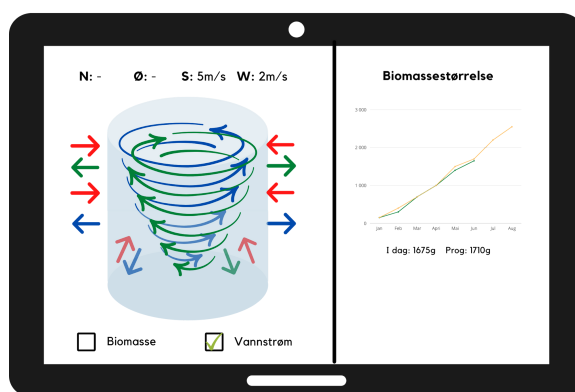 N: - Ø: - S: 5m/s W: 2m/s
Biomasse
Vannstrøm
Biomassestørrelse
3 000
2 000
1 000
0
Jan Feb Mar April Mai Jun Jul Aug
I dag: 1675g Prog: 1710g